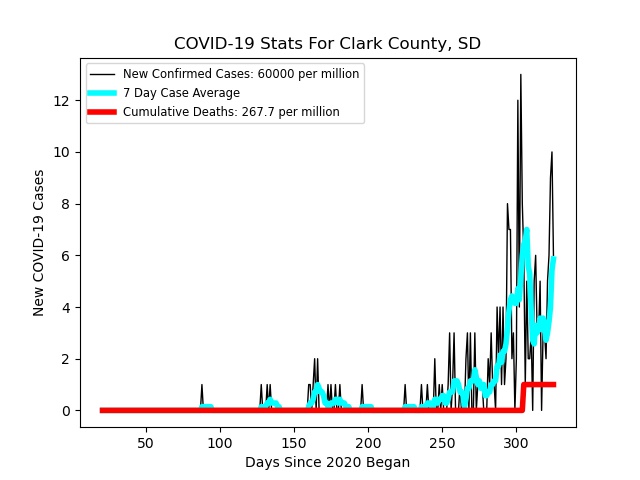 COVID-19 Stats For Clark County, SD
New Confirmed Cases: 60000 per million
7 Day Case Average
Cumulative Deaths: 267.7 per million
New COVID-19 Cases
12
10
8
6
4
2
0
50 100 150 200 250 300
Days Since 2020 Began